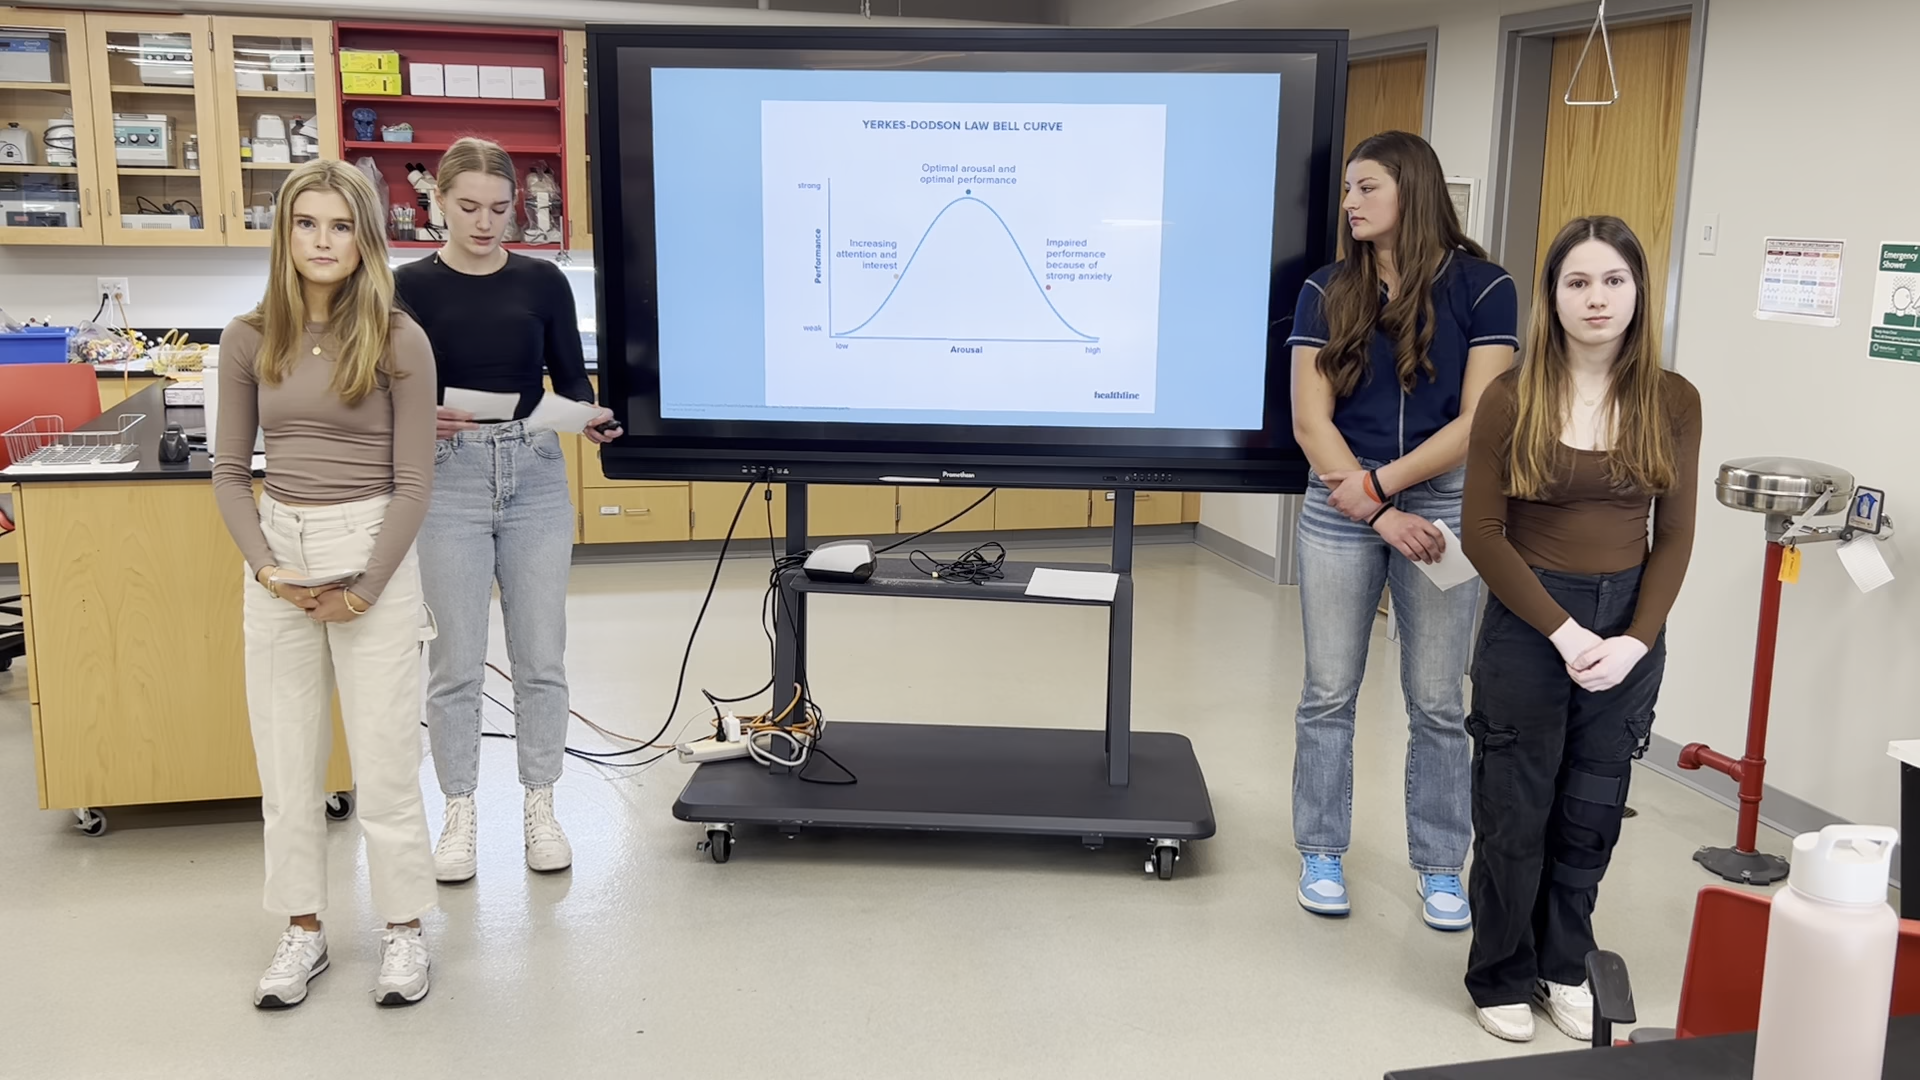 YERKES-DODSON LAW BELL CURVE
Optimal arousal and
optimal performance
strong
Performance
Increasing
attention and
interest
Impaired
performance
because of
strong anxiety
weak
low
Arousal
high
healthline
Promethean
Emergency
Shower